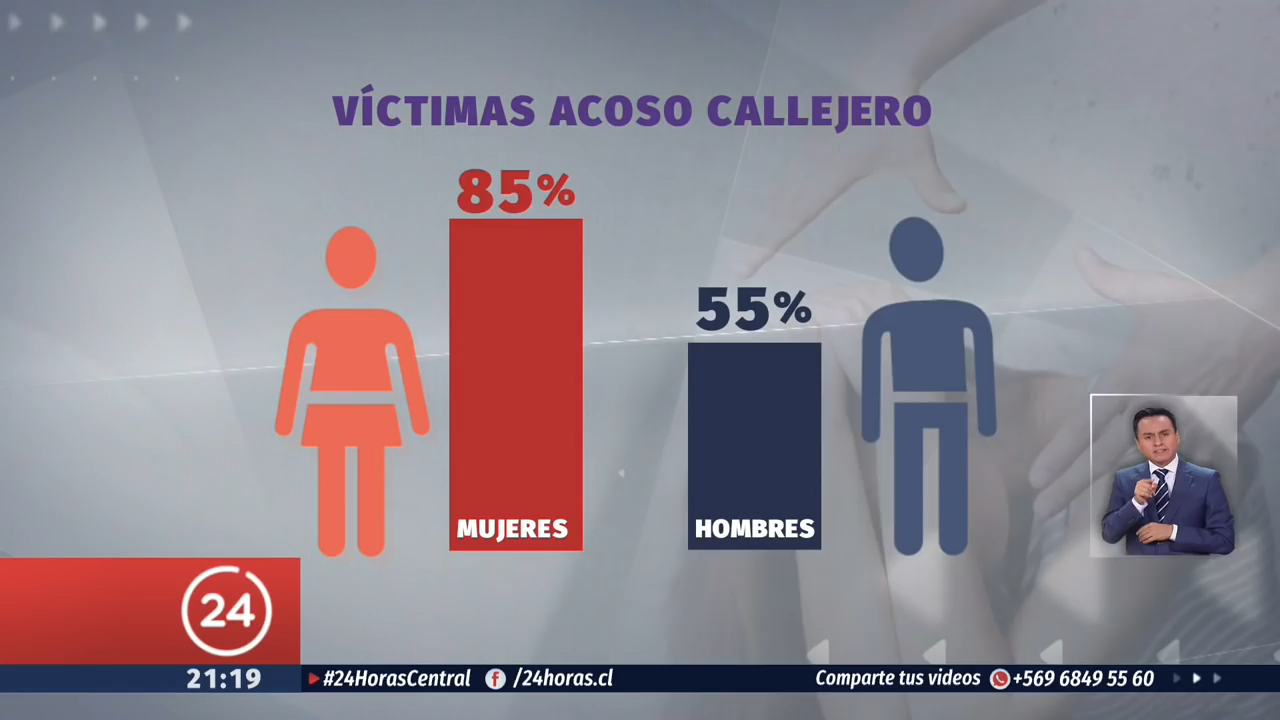 VÍCTIMAS ACOSO CALLEJERO
85%
55%
MUJERES
HOMBRES
24
21:19
#24HorasCentral f /24horas.cl
Comparte tus videos +569 6849 55 60